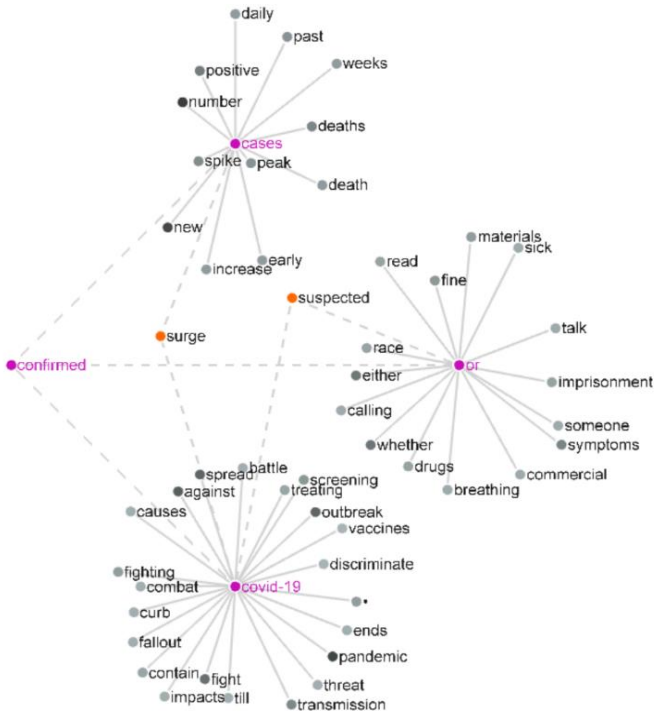 daily
past
weeks
positive
number
deaths
cases
spike
peak
death
new
early
increase
materials
sick
read
fine
suspected
talk
surge
race
confirmed
or
either
imprisonment
calling
someone
whether
symptoms
drugs
commercial
breathing
battle
spread
screening
against
treating
causes
outbreak
vaccines
discriminate
fighting
combat
covid-19
•
curb
ends
fallout
pandemic
contain
fight
threat
impacts
till
transmission